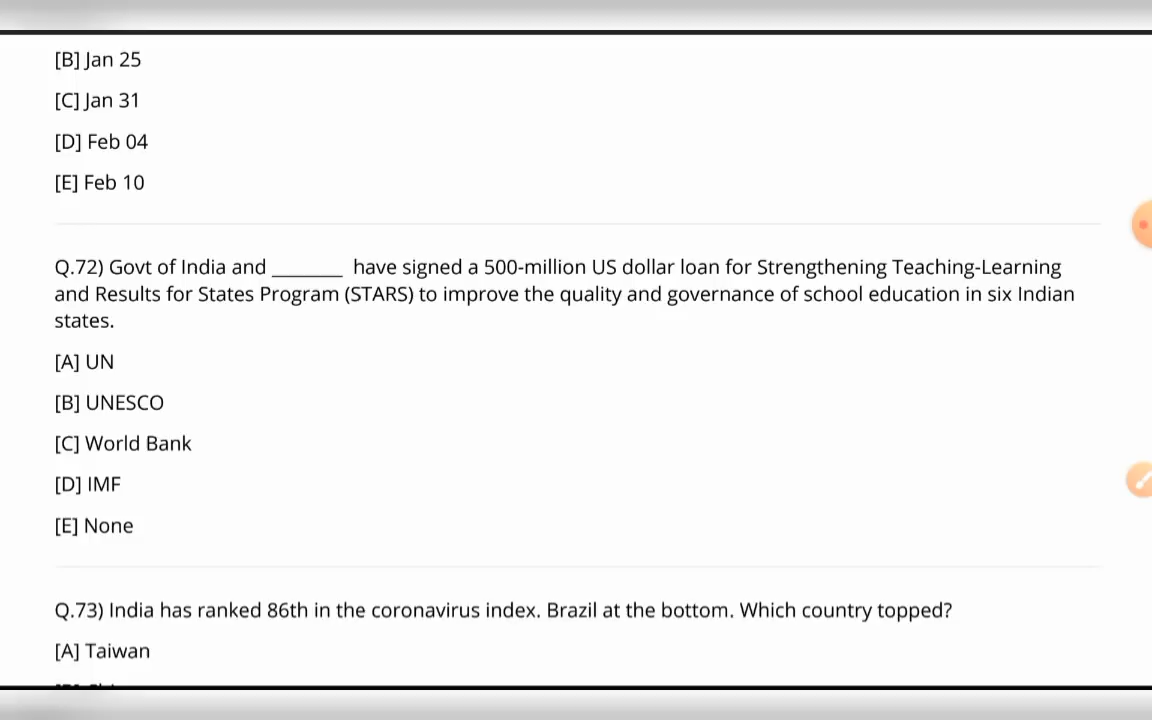 [B] Jan 25
[C] Jan 31
[D] Feb 04
[E] Feb 10
Q.72) Govt of India and _______ have signed a 500-million US dollar loan for Strengthening Teaching-Learning
and Results for States Program (STARS) to improve the quality and governance of school education in six Indian
states.
[A] UN
[B] UNESCO
[C] World Bank
[D] IMF
[E] None
Q.73) India has ranked 86th in the coronavirus index. Brazil at the bottom. Which country topped?
[A] Taiwan